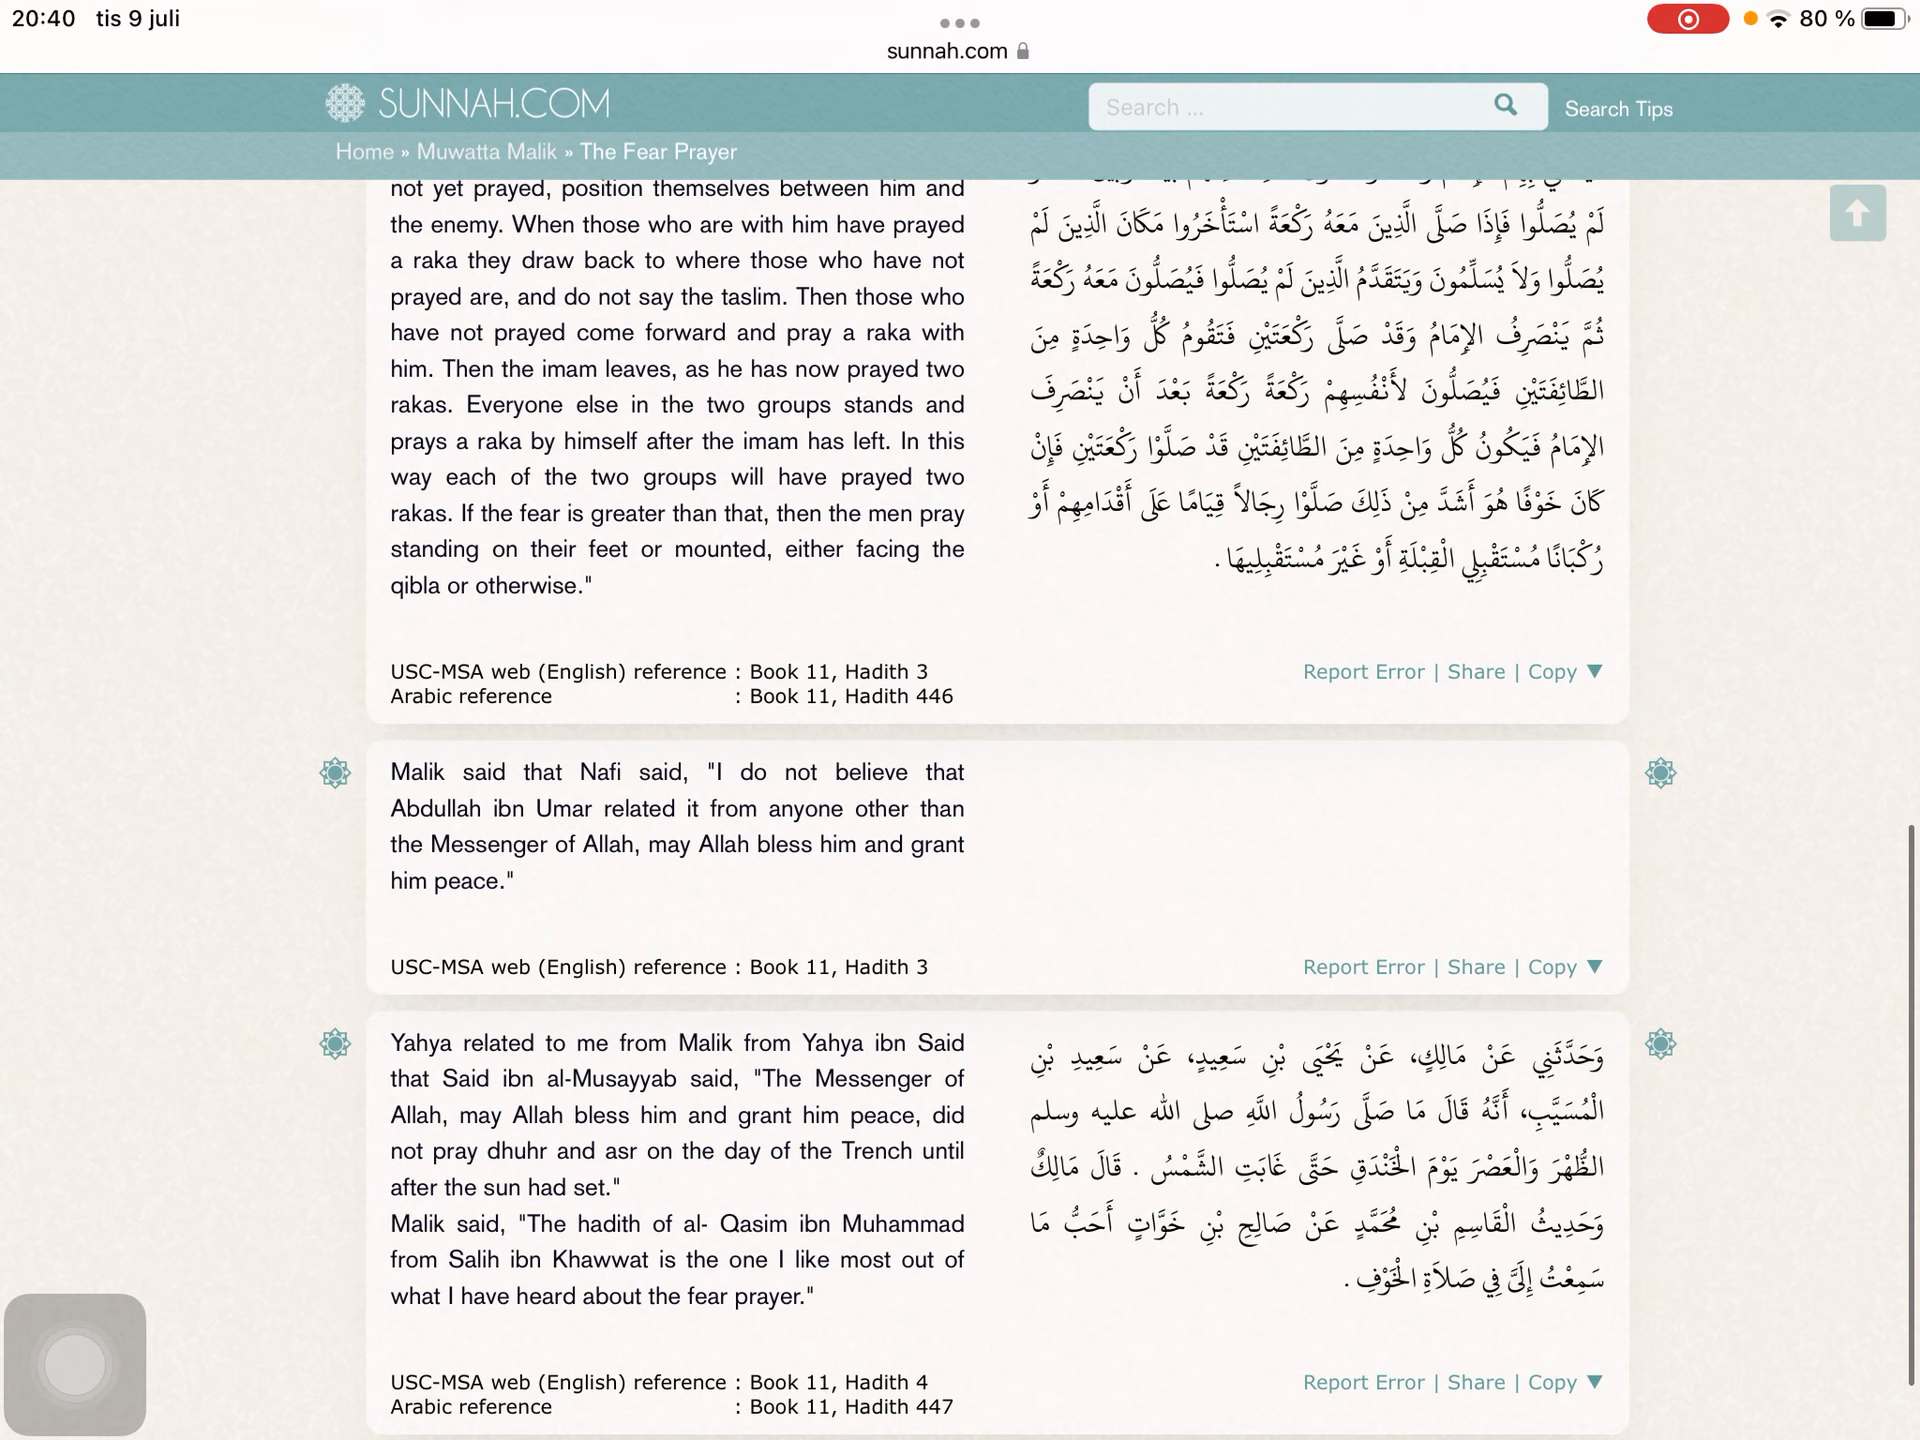 20:40 tis 9 juli
80 %
sunnah.com
SUNNAH.COM
Search ...
Search Tips
Home » Muwatta Malik » The Fear Prayer
not yet prayed, position themselves between him and
the enemy. When those who are with him have prayed
a raka they draw back to where those who have not
prayed are, and do not say the taslim. Then those who
have not prayed come forward and pray a raka with
him. Then the imam leaves, as he has now prayed two
rakas. Everyone else in the two groups stands and
prays a raka by himself after the imam has left. In this
way each of the two groups will have prayed two
rakas. If the fear is greater than that, then the men pray
standing on their feet or mounted, either facing the
qibla or otherwise."
لَمْ يُصَلُّوا فَإِذَا صَلَّى الَّذِينَ مَعَهُ رَكْعَةً اسْتَأْخَرُوا مَكَانَ الَّذِينَ لَمْ
يُصَلُّوا وَلاَ يُسَلِّمُونَ وَيَتَقَدَّمُ الَّذِينَ لَمْ يُصَلُّوا فَيُصَلُّونَ مَعَهُ رَكْعَةً
ثُمَّ يَنْصَرِفُ الإِمَامُ وَقَدْ صَلَّى رَكْعَتَيْنِ فَتَقُومُ كُلُّ وَاحِدَةٍ مِنَ
الطَّائِفَتَيْنِ فَيُصَلُّونَ لأَنْفُسِهِمْ رَكْعَةً رَكْعَةً بَعْدَ أَنْ يَنْصَرِفَ
الإِمَامُ فَيَكُونُ كُلُّ وَاحِدَةٍ مِنَ الطَّائِفَتَيْنِ قَدْ صَلَّوْا رَكْعَتَيْنِ فَإِنْ
كَانَ خَوْفًا هُوَ أَشَدَّ مِنْ ذَلِكَ صَلَّوْا رِجَالاً قِيَامًا عَلَى أَقْدَامِهِمْ أَوْ
رُكْبَانًا مُسْتَقْبِلِي الْقِبْلَةِ أَوْ غَيْرَ مُسْتَقْبِلِيهَا .
USC-MSA web (English) reference : Book 11, Hadith 3
Arabic reference : Book 11, Hadith 446
Report Error | Share | Copy ▼
Malik said that Nafi said, "I do not believe that
Abdullah ibn Umar related it from anyone other than
the Messenger of Allah, may Allah bless him and grant
him peace."
USC-MSA web (English) reference : Book 11, Hadith 3
Report Error | Share | Copy ▼
Yahya related to me from Malik from Yahya ibn Said
that Said ibn al-Musayyab said, "The Messenger of
Allah, may Allah bless him and grant him peace, did
not pray dhuhr and asr on the day of the Trench until
after the sun had set."
Malik said, "The hadith of al- Qasim ibn Muhammad
from Salih ibn Khawwat is the one I like most out of
what I have heard about the fear prayer."
وَحَدَّثَنِي عَنْ مَالِكٍ، عَنْ يَحْيَى بْنِ سَعِيدٍ، عَنْ سَعِيدِ بْنِ
الْمُسَيَّبِ، أَنَّهُ قَالَ مَا صَلَّى رَسُولُ اللَّهِ صلى الله عليه وسلم
الظُّهْرَ وَالْعَصْرَ يَوْمَ الْخَنْدَقِ حَتَّى غَابَتِ الشَّمْسُ . قَالَ مَالِكٌ
وَحَدِيثُ الْقَاسِمِ بْنِ مُحَمَّدٍ عَنْ صَالِحِ بْنِ خَوَّاتٍ أَحَبُّ مَا
سَمِعْتُ إِلَىَّ فِي صَلاَةِ الْخَوْفِ .
USC-MSA web (English) reference : Book 11, Hadith 4
Arabic reference : Book 11, Hadith 447
Report Error | Share | Copy ▼